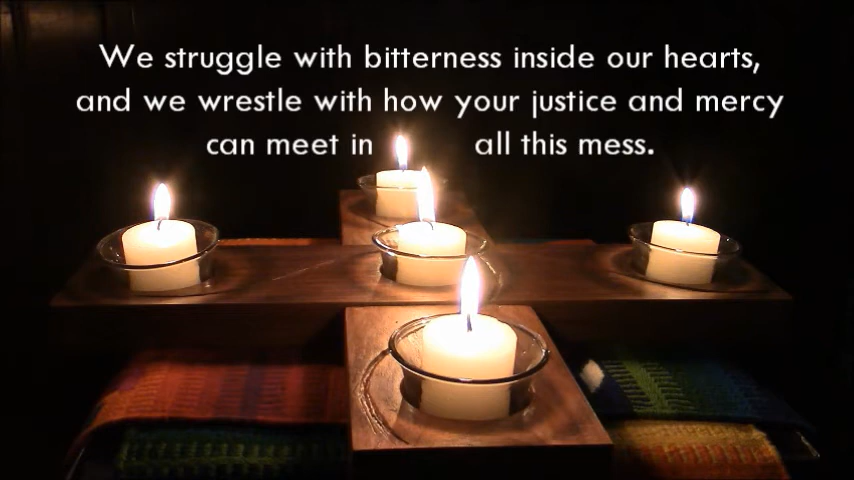 We struggle with bitterness inside our hearts,
and we wrestle with how your justice and mercy
can meet in all this mess.